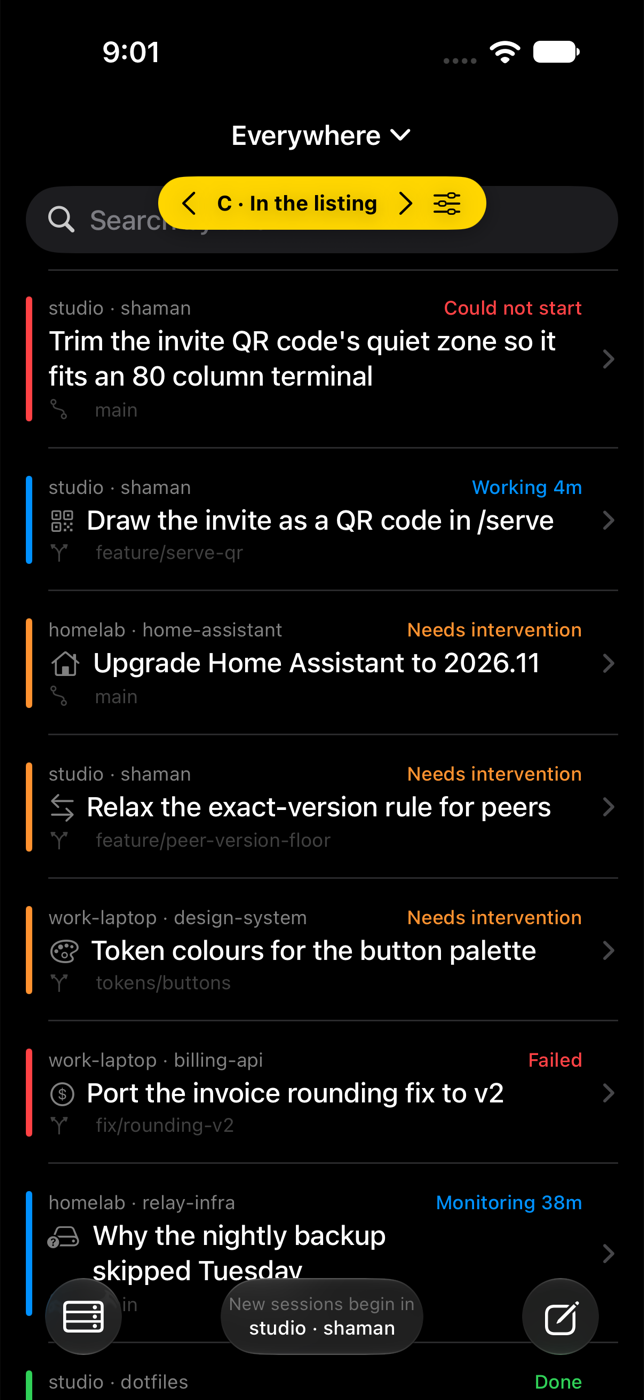 9:01
Everywhere
C · In the listing
Search
studio · shaman
Could not start
Trim the invite QR code's quiet zone so it
fits an 80 column terminal
main
studio · shaman
Working 4m
Draw the invite as a QR code in /serve
feature/serve-qr
homelab · home-assistant
Needs intervention
Upgrade Home Assistant to 2026.11
main
studio · shaman
Needs intervention
Relax the exact-version rule for peers
feature/peer-version-floor
work-laptop · design-system
Needs intervention
Token colours for the button palette
tokens/buttons
work-laptop · billing-api
Failed
Port the invoice rounding fix to v2
fix/rounding-v2
homelab · relay-infra
Monitoring 38m
Why the nightly backup
skipped Tuesday
New sessions begin in
studio · shaman
studio · dotfiles
Done